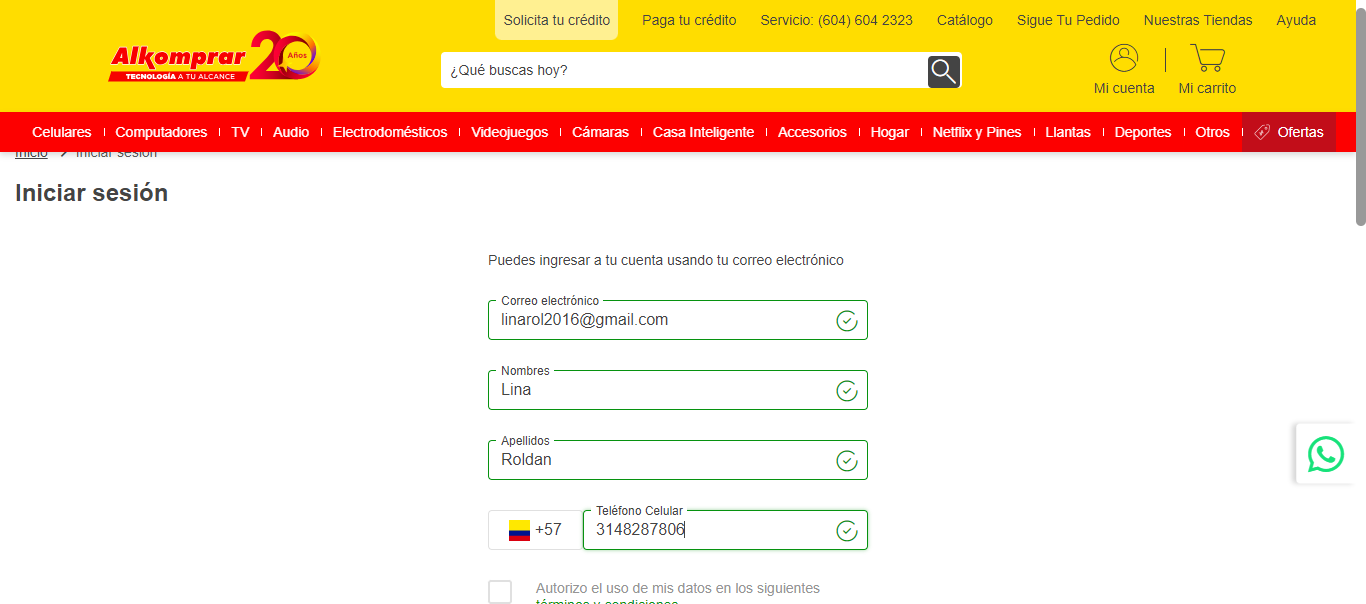 Solicita tu crédito Paga tu crédito Servicio: (604) 604 2323 Catálogo Sigue Tu Pedido Nuestras Tiendas Ayuda
Alkomprar 20 Años
TECNOLOGÍA A TU ALCANCE
¿Qué buscas hoy?
Mi cuenta Mi carrito
Celulares Computadores TV Audio Electrodomésticos Videojuegos Cámaras Casa Inteligente Accesorios Hogar Netflix y Pines Llantas Deportes Otros Ofertas
Inicio > Iniciar sesión
Iniciar sesión
Puedes ingresar a tu cuenta usando tu correo electrónico
Correo electrónico
linarol2016@gmail.com
Nombres
Lina
Apellidos
Roldan
Teléfono Celular
+57 3148287806
Autorizo el uso de mis datos en los siguientes
términos y condiciones